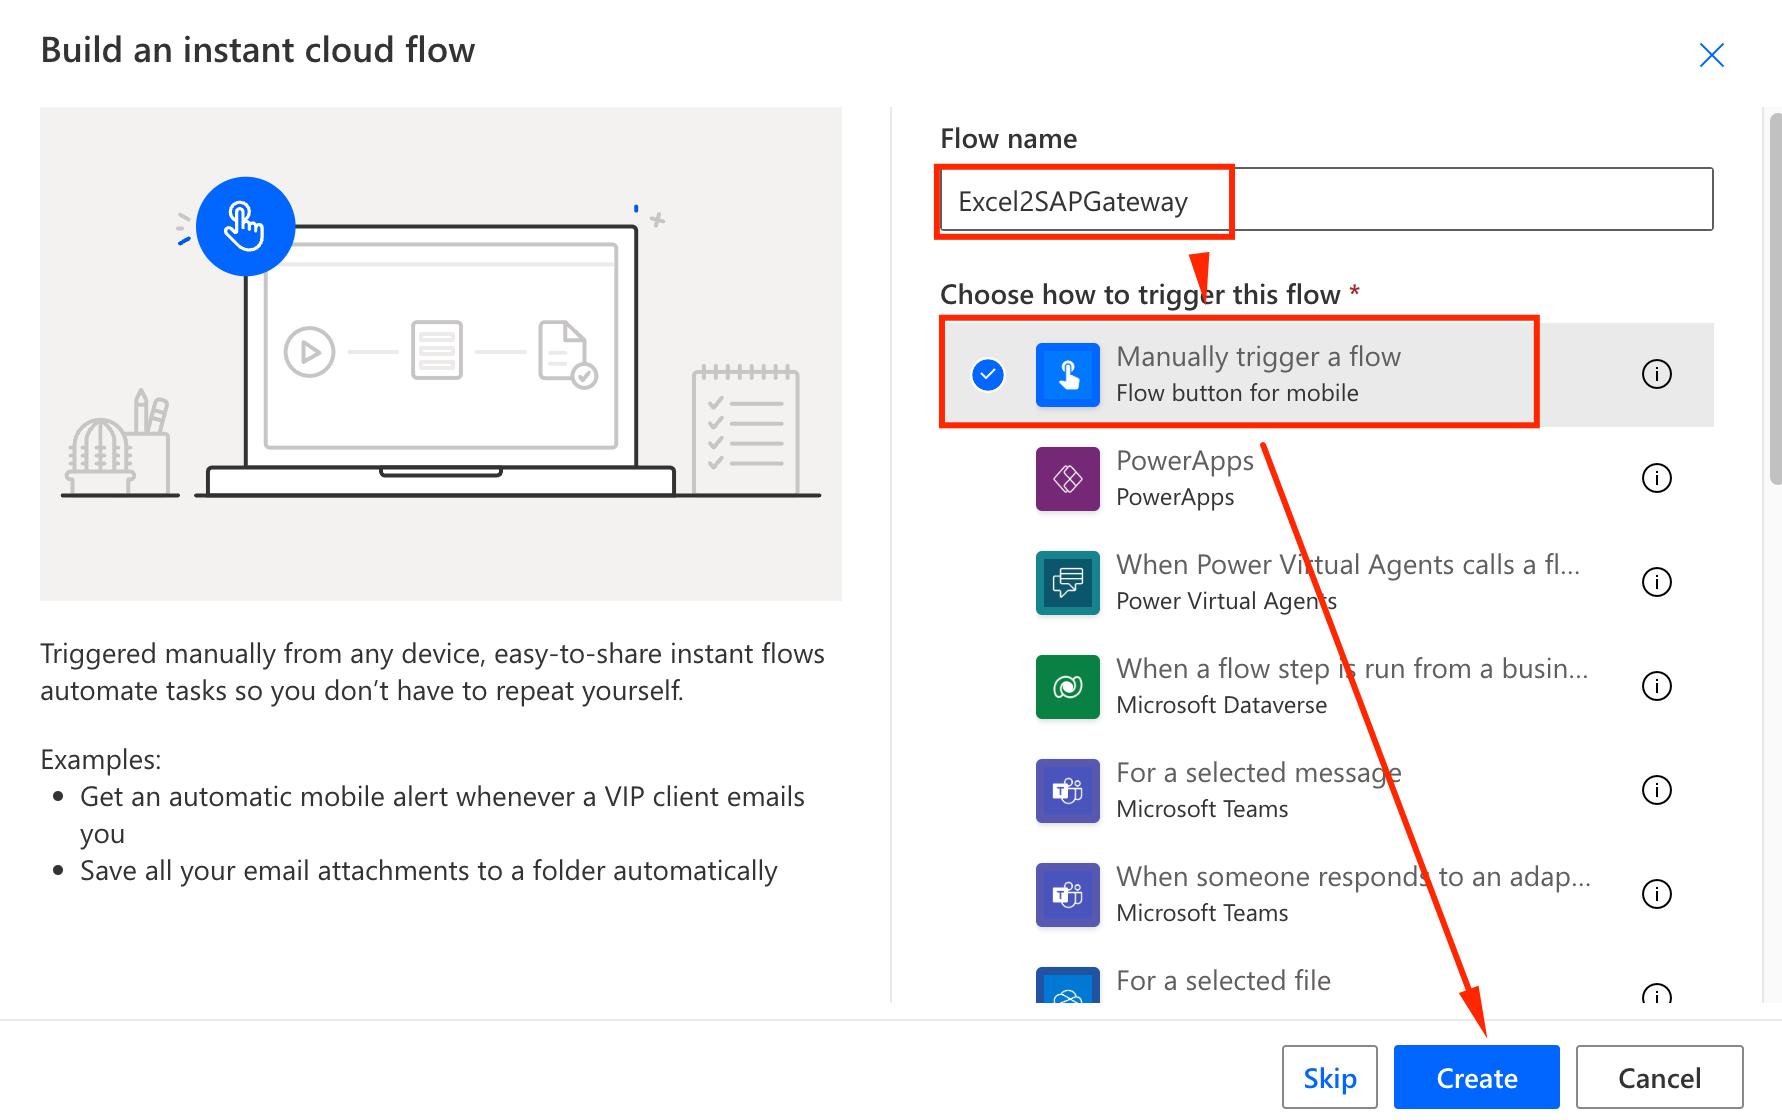 Build an instant cloud flow
Triggered manually from any device, easy-to-share instant flows
automate tasks so you don’t have to repeat yourself.
Examples:
Get an automatic mobile alert whenever a VIP client emails
you
Save all your email attachments to a folder automatically
Flow name
Excel2SAPGateway
Choose how to trigger this flow *
Manually trigger a flow
Flow button for mobile
PowerApps
PowerApps
When Power Virtual Agents calls a fl...
Power Virtual Agents
When a flow step is run from a busin...
Microsoft Dataverse
For a selected message
Microsoft Teams
When someone responds to an adap...
Microsoft Teams
For a selected file
Skip
Create
Cancel